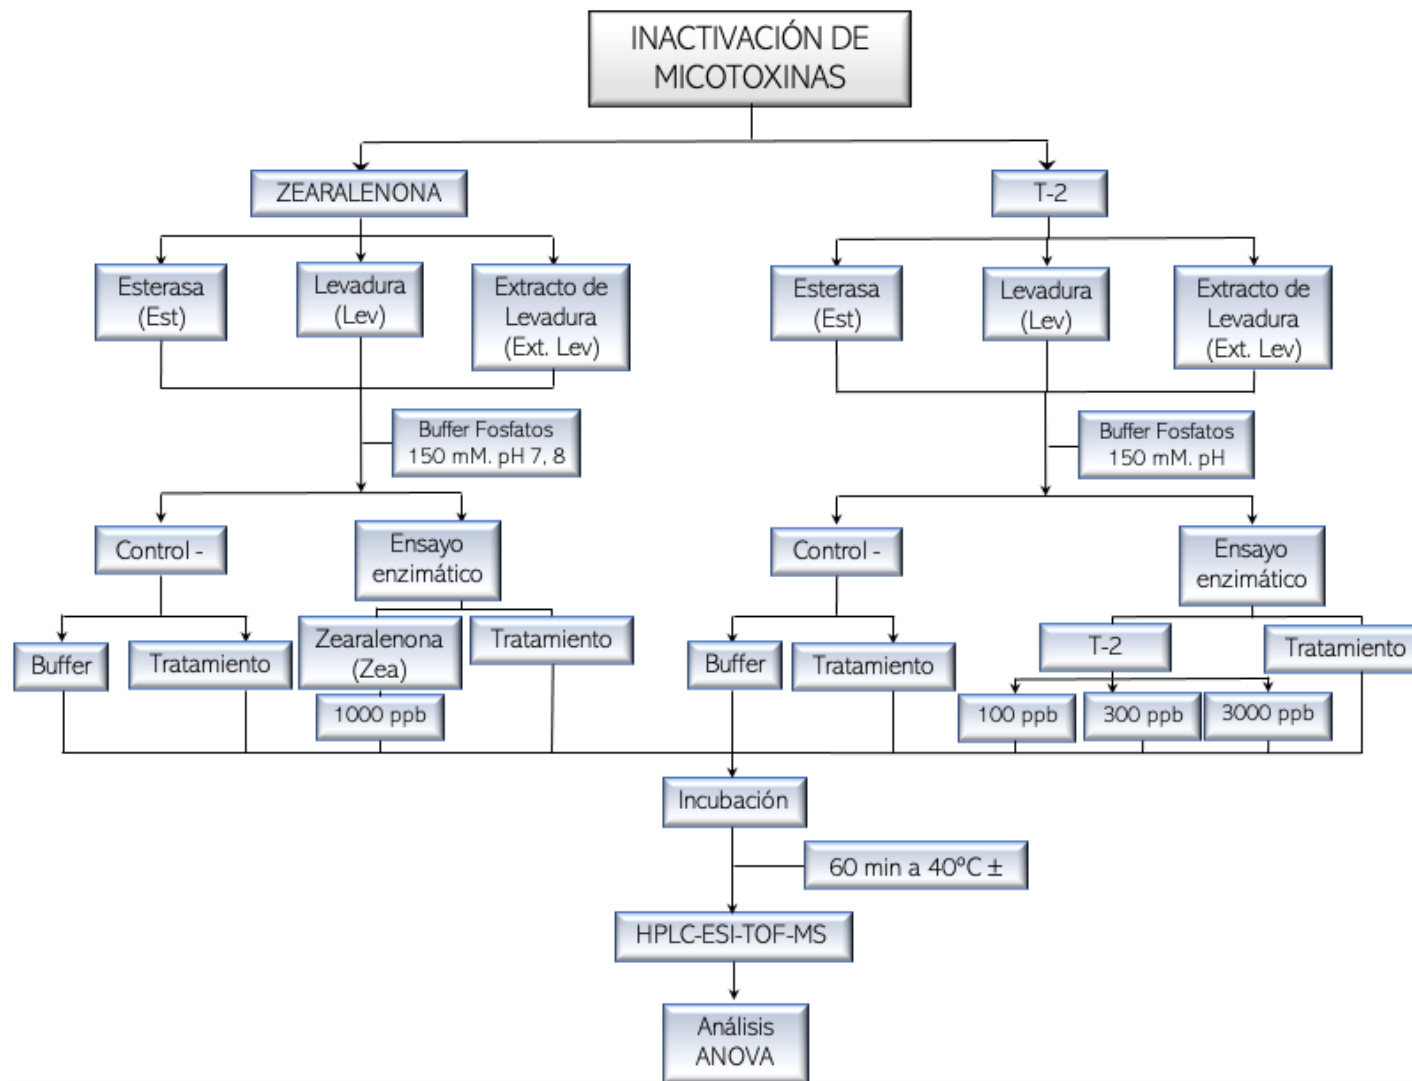 INACTIVACIÓN DE
MICOTOXINAS
ZEARALENONA
T-2
Esterasa
(Est)
Levadura
(Lev)
Extracto de
Levadura
(Ext. Lev)
Esterasa
(Est)
Levadura
(Lev)
Extracto de
Levadura
(Ext. Lev)
Buffer Fosfatos
150 mM. pH 7, 8
Buffer Fosfatos
150 mM. pH
Control -
Ensayo
enzimático
Control -
Ensayo
enzimático
Buffer
Tratamiento
Zearalenona
(Zea)
Tratamiento
Buffer
Tratamiento
T-2
Tratamiento
1000 ppb
100 ppb
300 ppb
3000 ppb
Incubación
60 min a 40ºC ±
HPLC-ESI-TOF-MS
Análisis
ANOVA